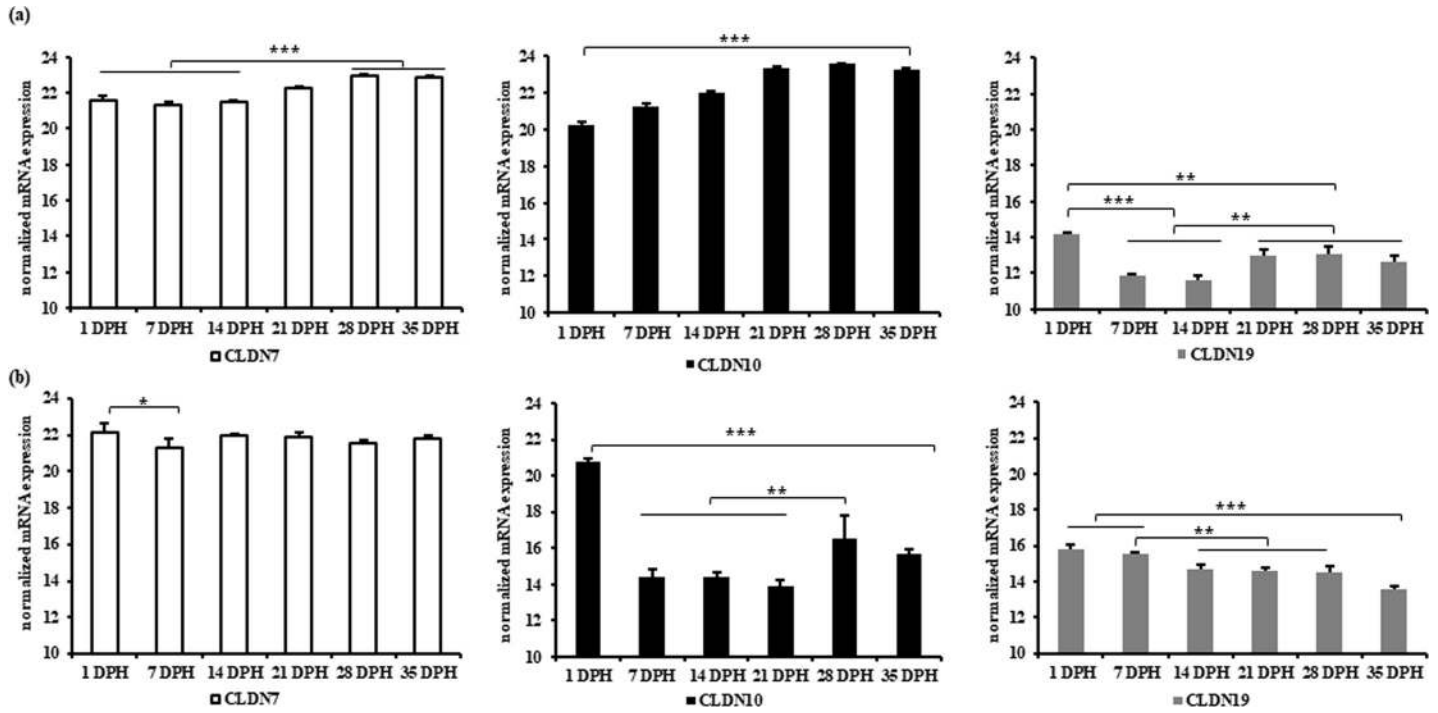 (a)
normalized mRNA expression
24
22
20
18
16
14
12
10
***
1 DPH 7 DPH 14 DPH 21 DPH 28 DPH 35 DPH
CLDN7
normalized mRNA expression
24
22
20
18
16
14
12
10
***
1 DPH 7 DPH 14 DPH 21 DPH 28 DPH 35 DPH
CLDN10
normalized mRNA expression
24
22
20
18
16
14
12
10
**
***
**
1 DPH 7 DPH 14 DPH 21 DPH 28 DPH 35 DPH
CLDN19
(b)
normalized mRNA expression
24
22
20
18
16
14
12
10
*
1 DPH 7 DPH 14 DPH 21 DPH 28 DPH 35 DPH
CLDN7
normalized mRNA expression
24
22
20
18
16
14
12
10
***
**
1 DPH 7 DPH 14 DPH 21 DPH 28 DPH 35 DPH
CLDN10
normalized mRNA expression
24
22
20
18
16
14
12
10
***
**
1 DPH 7 DPH 14 DPH 21 DPH 28 DPH 35 DPH
CLDN19